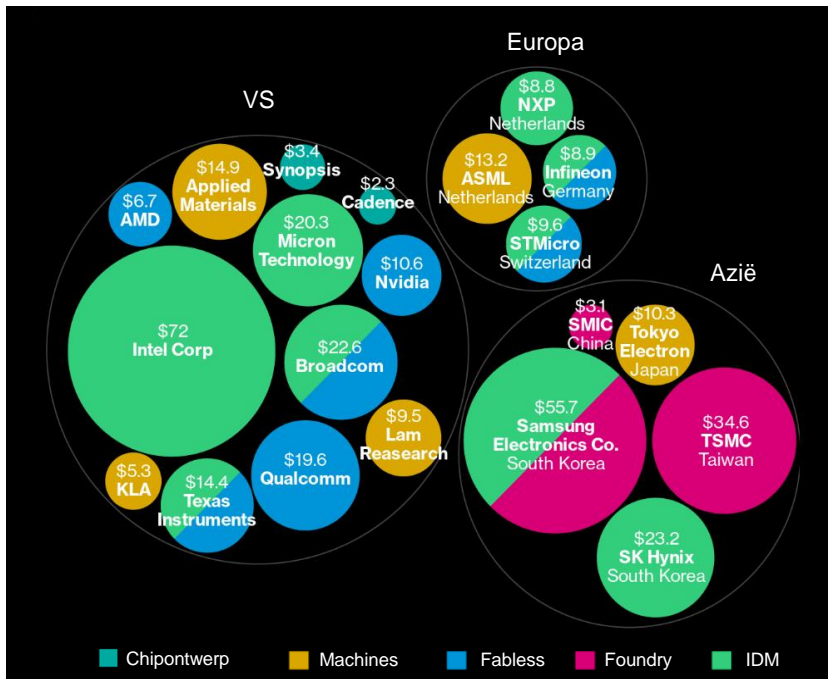 Europa
$8.8
NXP
Netherlands
$13.2
ASML
Netherlands
$8.9
Infineon
Germany
$9.6
STMicro
Switzerland
VS
$3.4
Synopsis
$2.3
Cadence
$14.9
Applied
Materials
$6.7
AMD
$20.3
Micron
Technology
$10.6
Nvidia
$72
Intel Corp
$22.6
Broadcom
$9.5
Lam
Reasearch
$19.6
Qualcomm
$5.3
KLA
$14.4
Texas
Instruments
Azië
$3.1
SMIC
China
$10.3
Tokyo
Electron
Japan
$55.7
Samsung
Electronics Co.
South Korea
$34.6
TSMC
Taiwan
$23.2
SK Hynix
South Korea
Chipontwerp
Machines
Fabless
Foundry
IDM